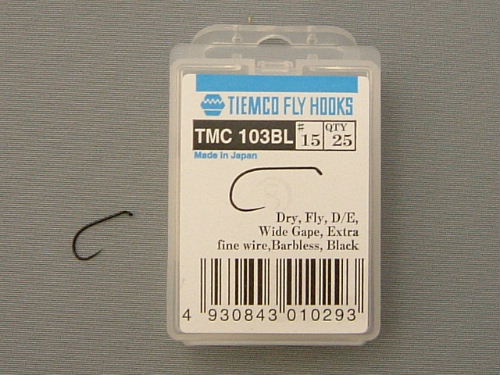 TIEMCO FLY HOOKS
TMC 103BL # 15 QTY 25
Made in Japan
Dry, Fly, D/E,
Wide Gape, Extra
fine wire,Barbless, Black
4 930843 010293